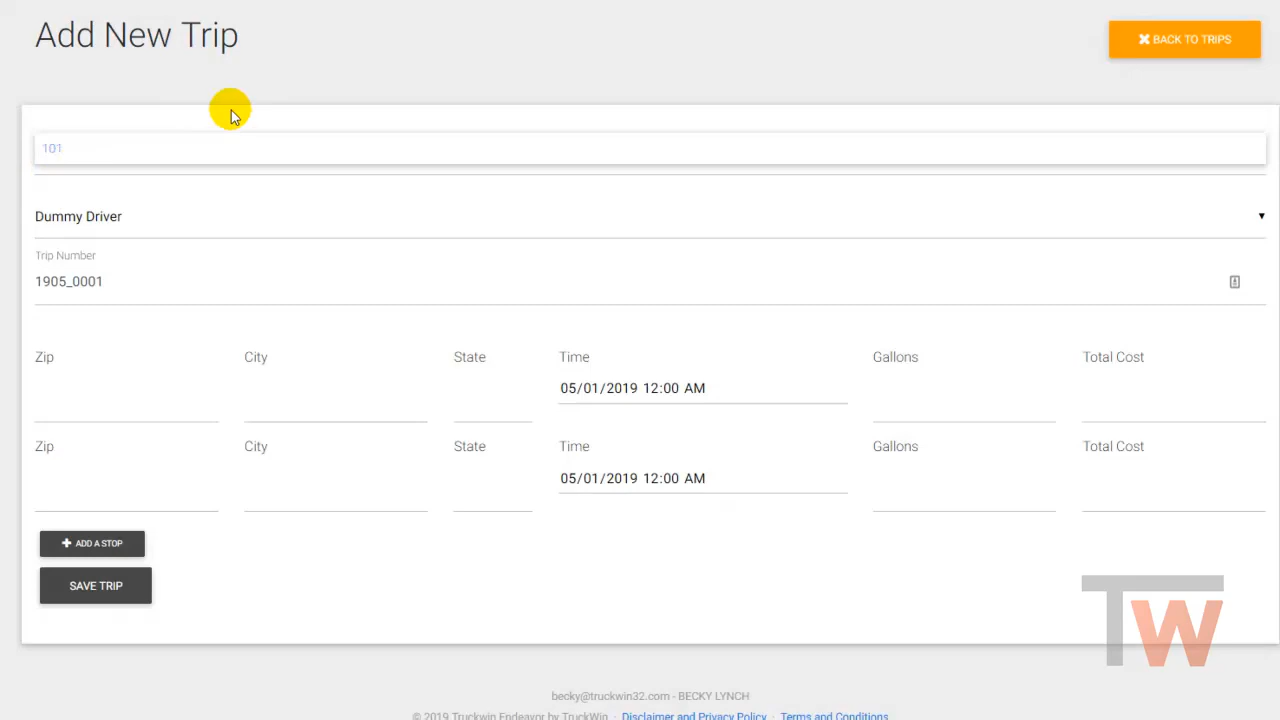 Add New Trip
BACK TO TRIPS
101
Dummy Driver
Trip Number
1905_0001
Zip City State Time Gallons Total Cost
05/01/2019 12:00 AM
Zip City State Time Gallons Total Cost
05/01/2019 12:00 AM
ADD A STOP
SAVE TRIP
TW
becky@truckwin32.com - BECKY LYNCH
© 2019 Truckwin Endeavor by TruckWin · Disclaimer and Privacy Policy · Terms and Conditions